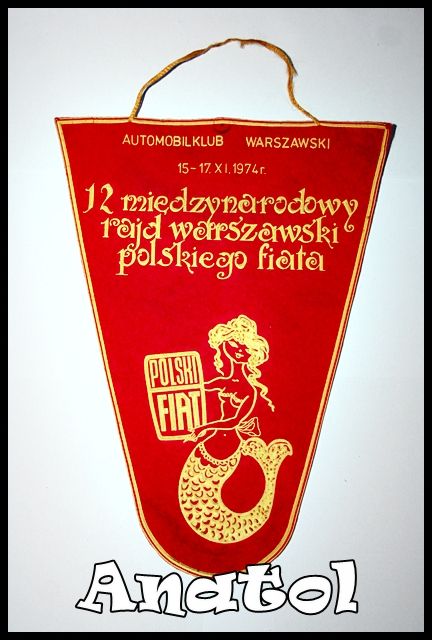 AUTOMOBILKLUB WARSZAWSKI
15-17.XI.1974r.
12 międzynarodowy
rajd warszawski
polskiego fiata
POLSKI
FIAT
Anatol